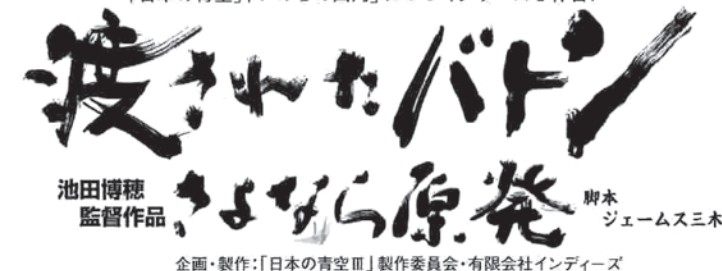 渡されたバトン
池田博穂
監督作品
さよなら原発
脚本
ジェームス三木
企画・製作:「日本の青空Ⅲ」製作委員会・有限会社インディーズ